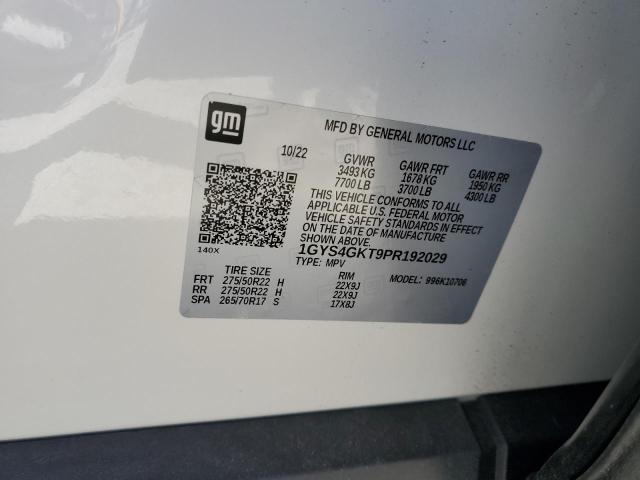 gm
MFD BY GENERAL MOTORS LLC
10/22 GVWR GAWR FRT GAWR RR
3493 KG 1678 KG 1950 KG
7700 LB 3700 LB 4300 LB
THIS VEHICLE CONFORMS TO ALL
APPLICABLE U.S. FEDERAL MOTOR
VEHICLE SAFETY STANDARDS IN EFFECT
ON THE DATE OF MANUFACTURE
SHOWN ABOVE.
140X 1GYS4GKT9PR192029
TYPE: MPV MODEL: 996K10706
TIRE SIZE RIM
FRT 275/50R22 H 22X9J
RR 275/50R22 H 22X9J
SPA 265/70R17 S 17X8J